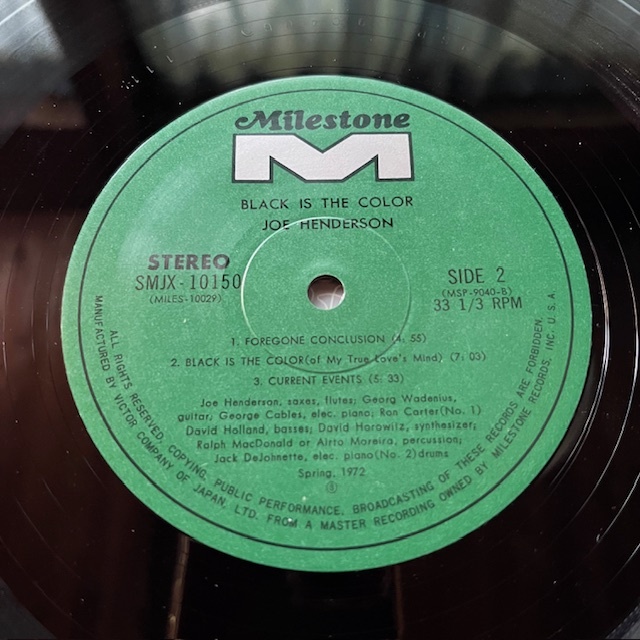 Milestone
M
BLACK IS THE COLOR
JOE HENDERSON
STEREO
SMJX-10150
(MILES-10029)
SIDE 2
(MSP-9040-B)
33 1/3 RPM
1. FOREGONE CONCLUSION (4:55)
2. BLACK IS THE COLOR(of My True Love's Mind) (7:03)
3. CURRENT EVENTS (5:33)
Joe Henderson, saxes, flutes; Georg Wadenius,
guitar; George Cables, elec. piano; Ron Carter(No. 1)
David Holland, basses; David Horowitz, synthesizer;
Ralph MacDonald or Airto Moreira, percussion;
Jack DeJohnette, elec. piano(No. 2)drums
Spring, 1972
ALL RIGHTS RESERVED. COPYING, PUBLIC PERFORMANCE, BROADCASTING OF THESE RECORDS ARE FORBIDDEN.
MANUFACTURED BY VICTOR COMPANY OF JAPAN, LTD. FROM A MASTER RECORDING OWNED BY MILESTONE RECORDS, INC. U.S.A.